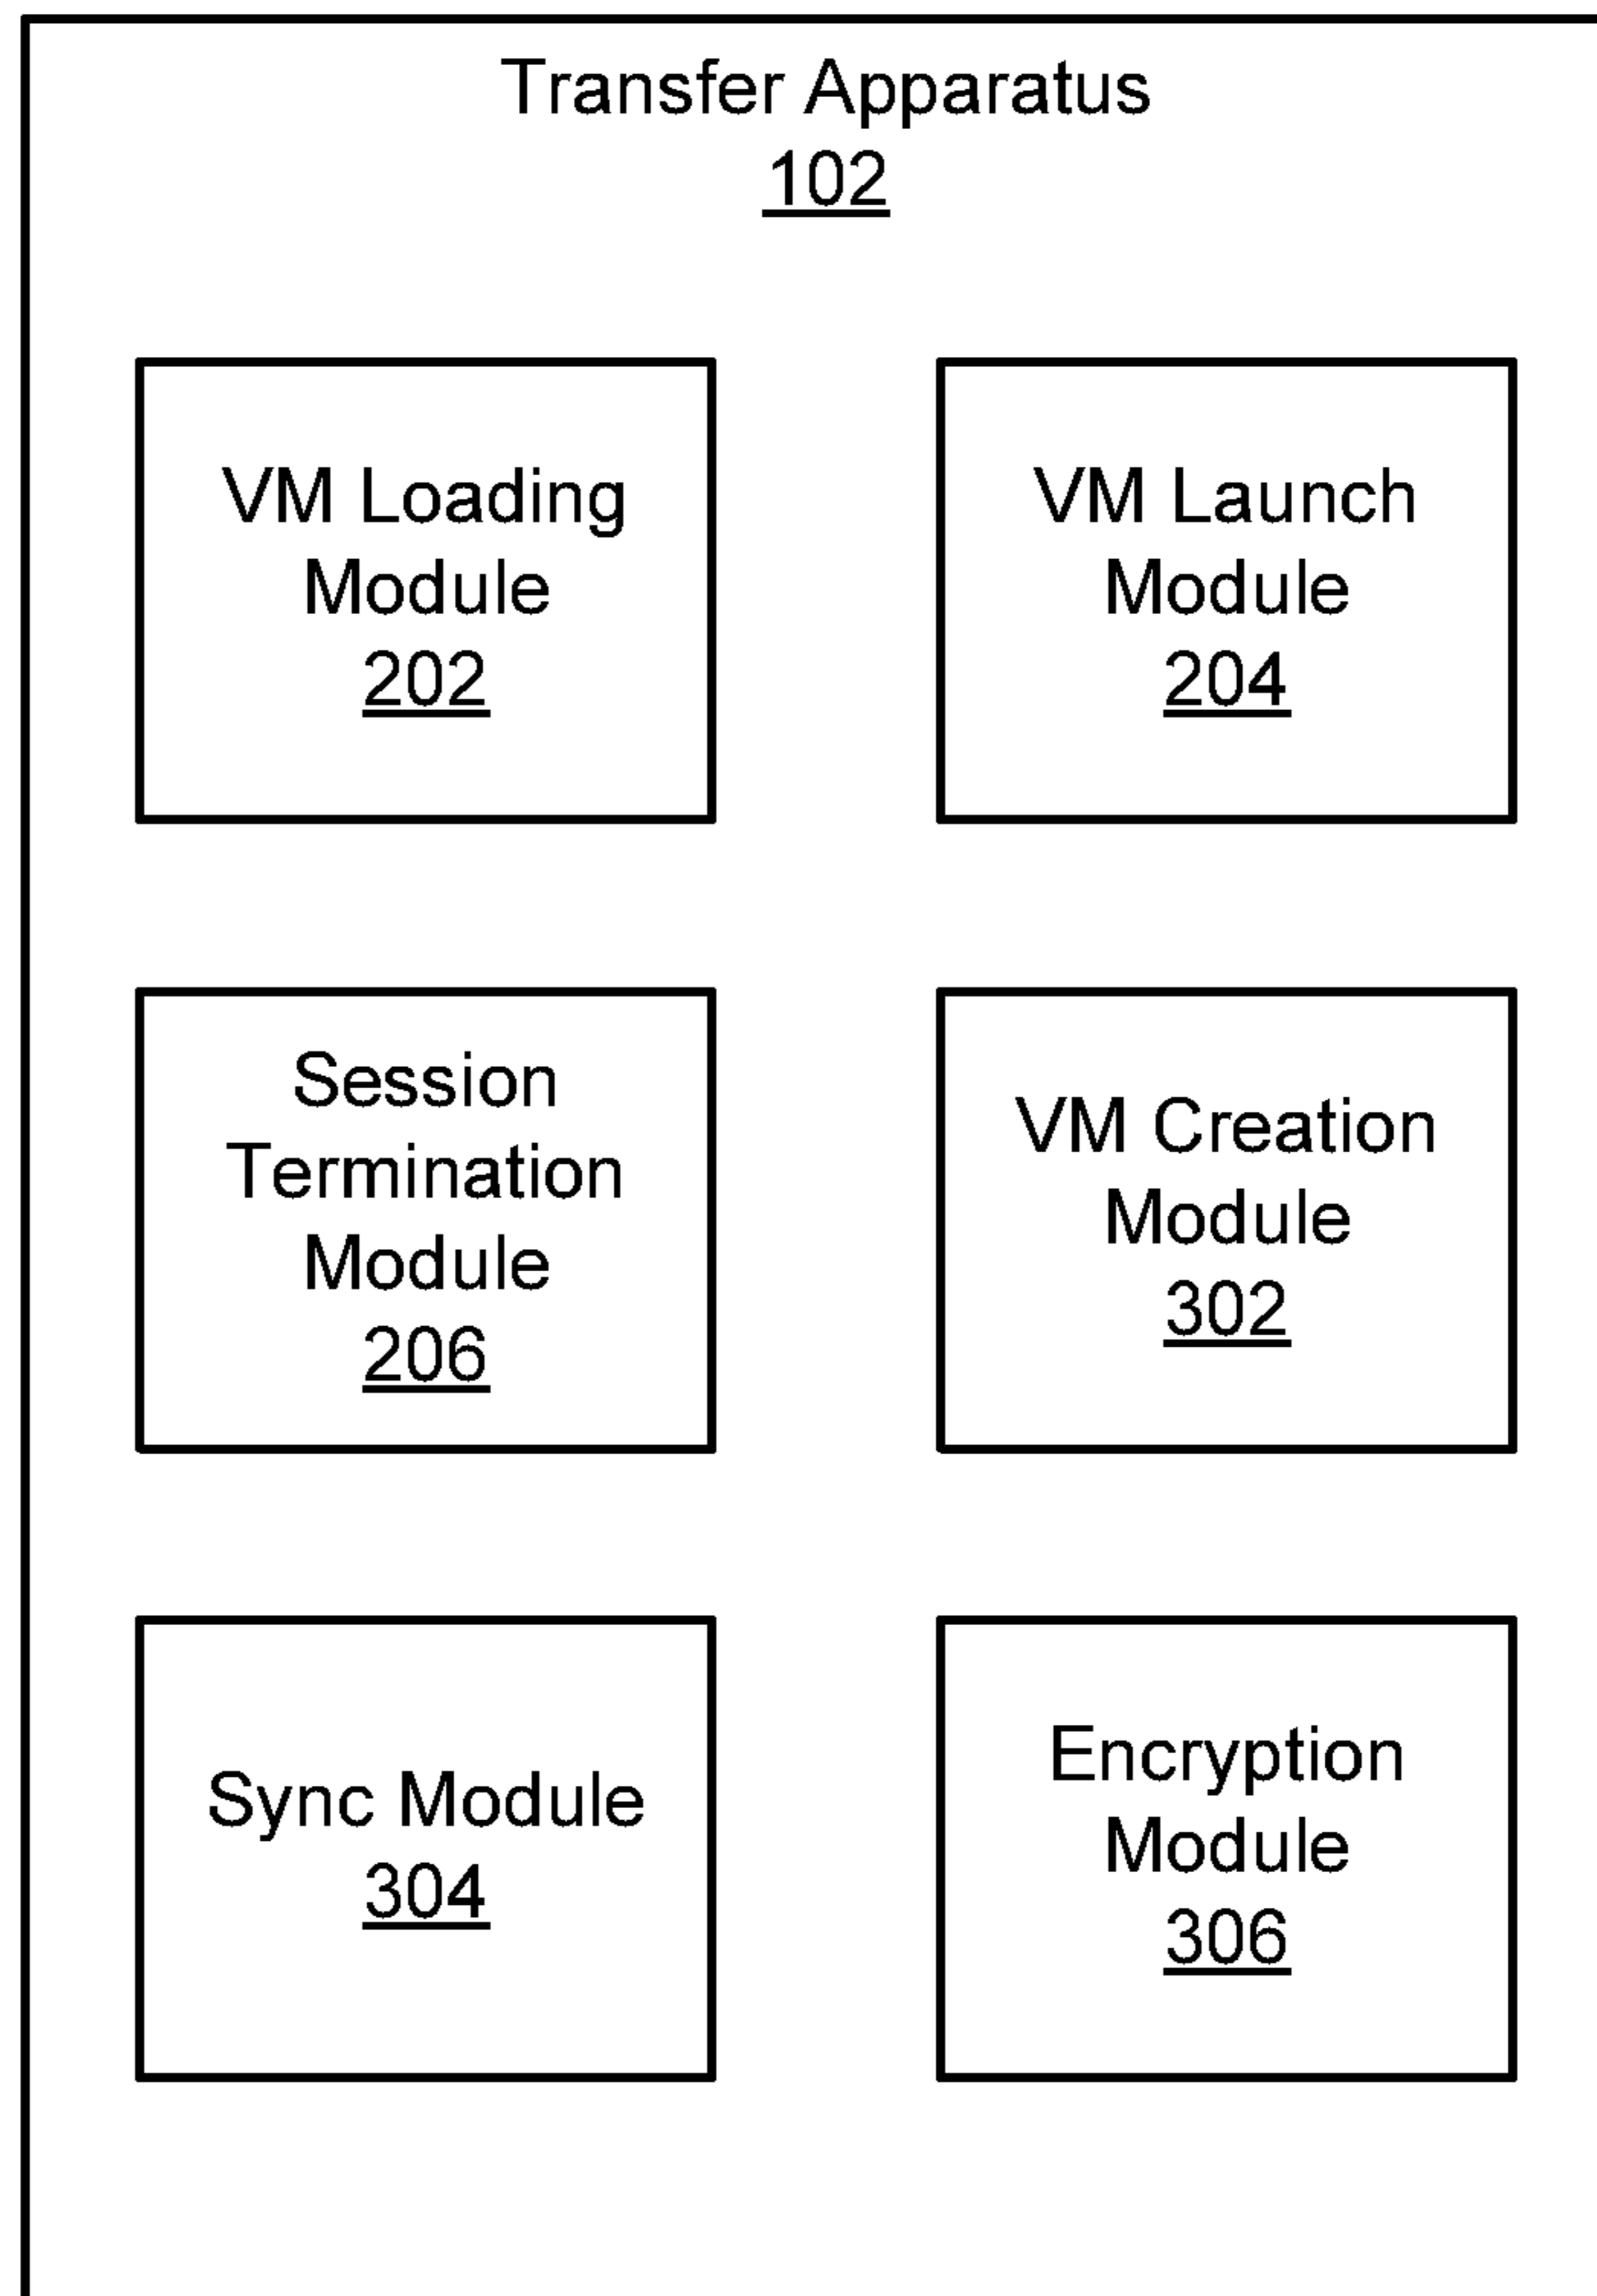 Transfer Apparatus
102
VM Loading
Module
202
VM Launch
Module
204
Session
Termination
Module
206
VM Creation
Module
302
Sync Module
304
Encryption
Module
306